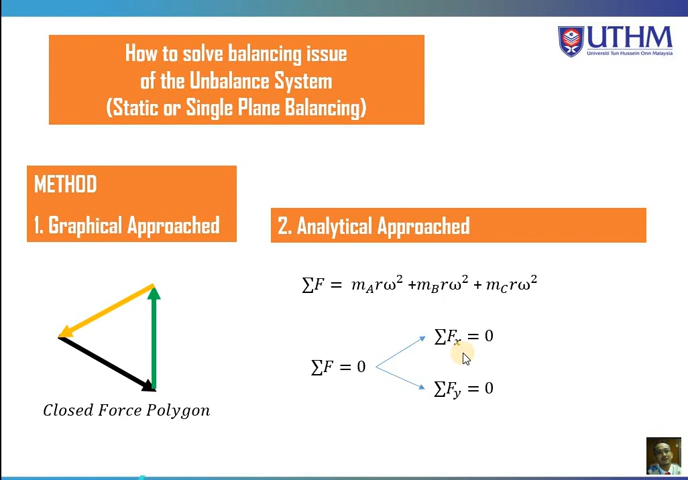 UTHM
Universiti Tun Hussein Onn Malaysia
How to solve balancing issue
of the Unbalance System
(Static or Single Plane Balancing)
METHOD
1. Graphical Approached
2. Analytical Approached
∑F = m_A rω² +m_B rω² + m_C rω²
∑F_x = 0
∑F = 0
∑F_y = 0
Closed Force Polygon